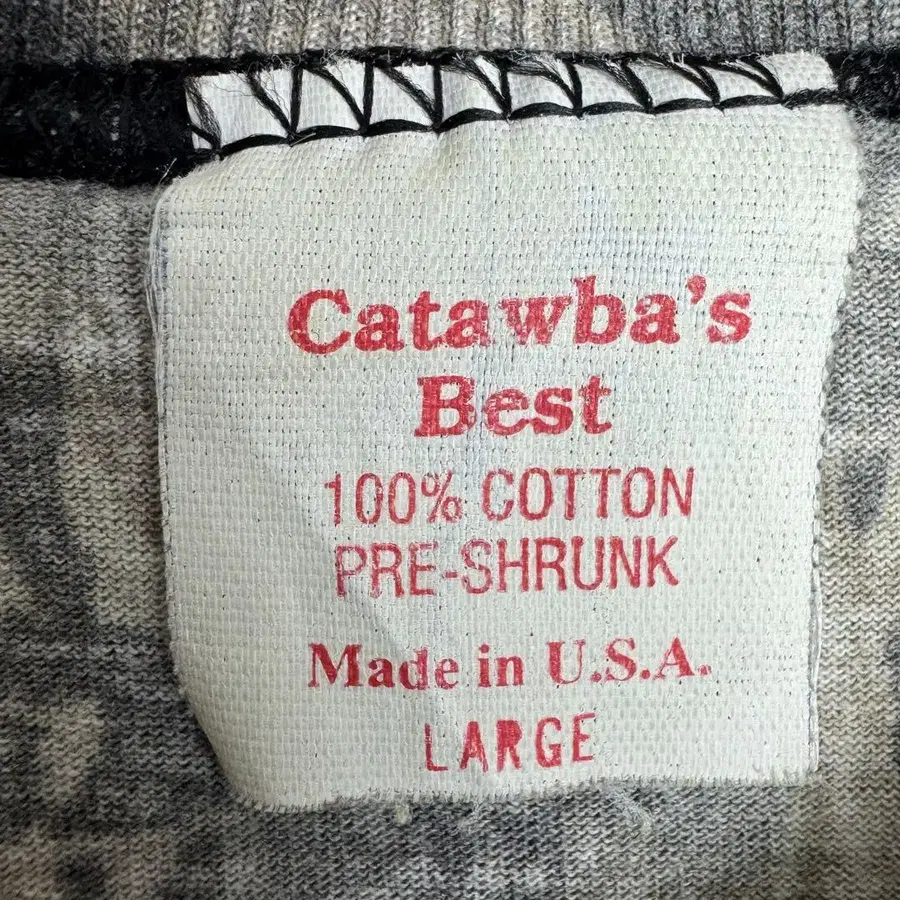 Catawba's
Best
100% COTTON
PRE-SHRUNK
Made in U.S.A.
LARGE